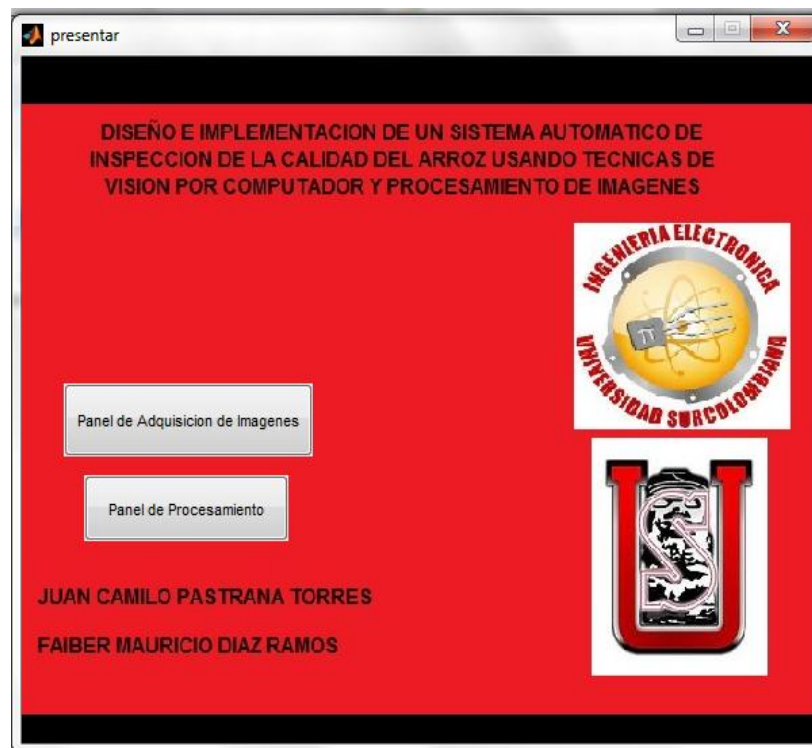 presentar
DISEÑO E IMPLEMENTACION DE UN SISTEMA AUTOMATICO DE
INSPECCION DE LA CALIDAD DEL ARROZ USANDO TECNICAS DE
VISION POR COMPUTADOR Y PROCESAMIENTO DE IMAGENES
INGENIERIA ELECTRONICA
π
UNIVERSIDAD SURCOLOMBIANA
Panel de Adquisicion de Imagenes
Panel de Procesamiento
US
JUAN CAMILO PASTRANA TORRES
FAIBER MAURICIO DIAZ RAMOS